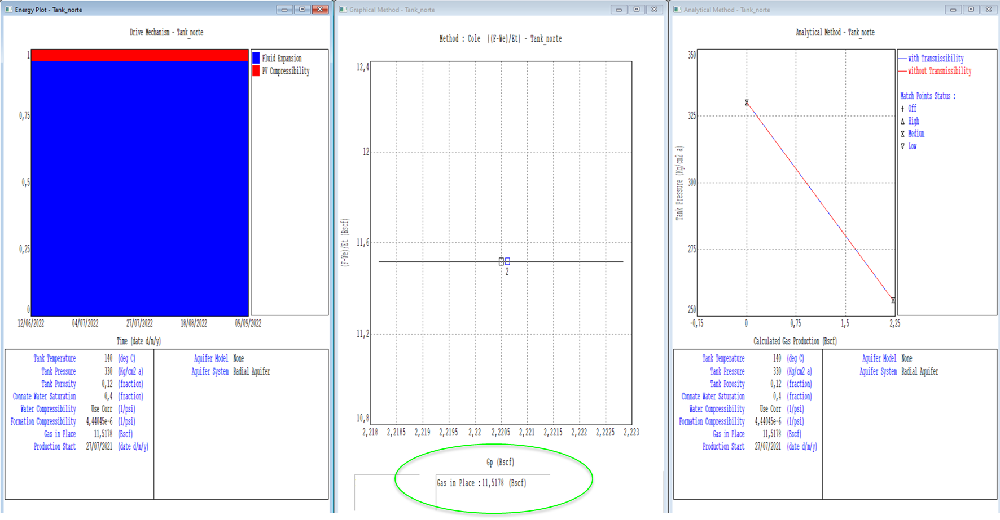 Energy Plot - Tank_norte
Drive Mechanism - Tank_norte
Fluid Expansion
PV Compressibility
1
0,75
0,5
0,25
0
12/06/2022 04/07/2022 27/07/2022 18/08/2022 09/09/2022
Time (date d/m/y)
Tank Temperature 140 (deg C)
Tank Pressure 330 (Kg/cm2 a)
Tank Porosity 0,12 (fraction)
Connate Water Saturation 0,4 (fraction)
Water Compressibility Use Corr (1/psi)
Formation Compressibility 4,44045e-6 (1/psi)
Gas in Place 11,5178 (Bscf)
Production Start 27/07/2021 (date d/m/y)
Aquifer Model None
Aquifer System Radial Aquifer
Graphical Method - Tank_norte
Method : Cole ((F-We)/Et) - Tank_norte
(F-We)/Et (Bscf)
12,4
12
11,6
11,2
10,8
2
2,218 2,2185 2,219 2,2195 2,22 2,2205 2,221 2,2215 2,222 2,2225 2,223
Gp (Bscf)
Gas in Place :11,5178 (Bscf)
Analytical Method - Tank_norte
Analytical Method - Tank_norte
with Transmissibility
without Transmissibility
Match Points Status :
Off
High
Medium
Low
Tank Pressure (Kg/cm2 a)
350
325
300
275
250
-0,75 0 0,75 1,5 2,25
Calculated Gas Production (Bscf)
Tank Temperature 140 (deg C)
Tank Pressure 330 (Kg/cm2 a)
Tank Porosity 0,12 (fraction)
Connate Water Saturation 0,4 (fraction)
Water Compressibility Use Corr (1/psi)
Formation Compressibility 4,44045e-6 (1/psi)
Gas in Place 11,5178 (Bscf)
Production Start 27/07/2021 (date d/m/y)
Aquifer Model None
Aquifer System Radial Aquifer